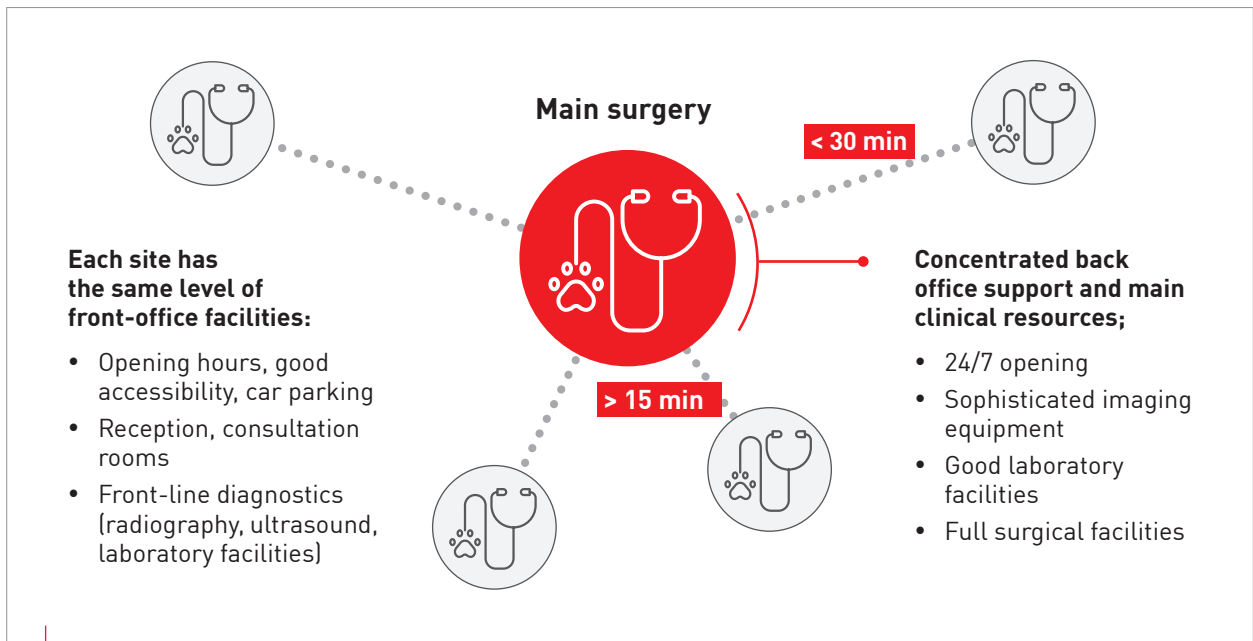 Main surgery
< 30 min
> 15 min
Each site has
the same level of
front-office facilities:
• Opening hours, good
accessibility, car parking
• Reception, consultation
rooms
• Front-line diagnostics
(radiography, ultrasound,
laboratory facilities)
Concentrated back
office support and main
clinical resources;
• 24/7 opening
• Sophisticated imaging
equipment
• Good laboratory
facilities
• Full surgical facilities